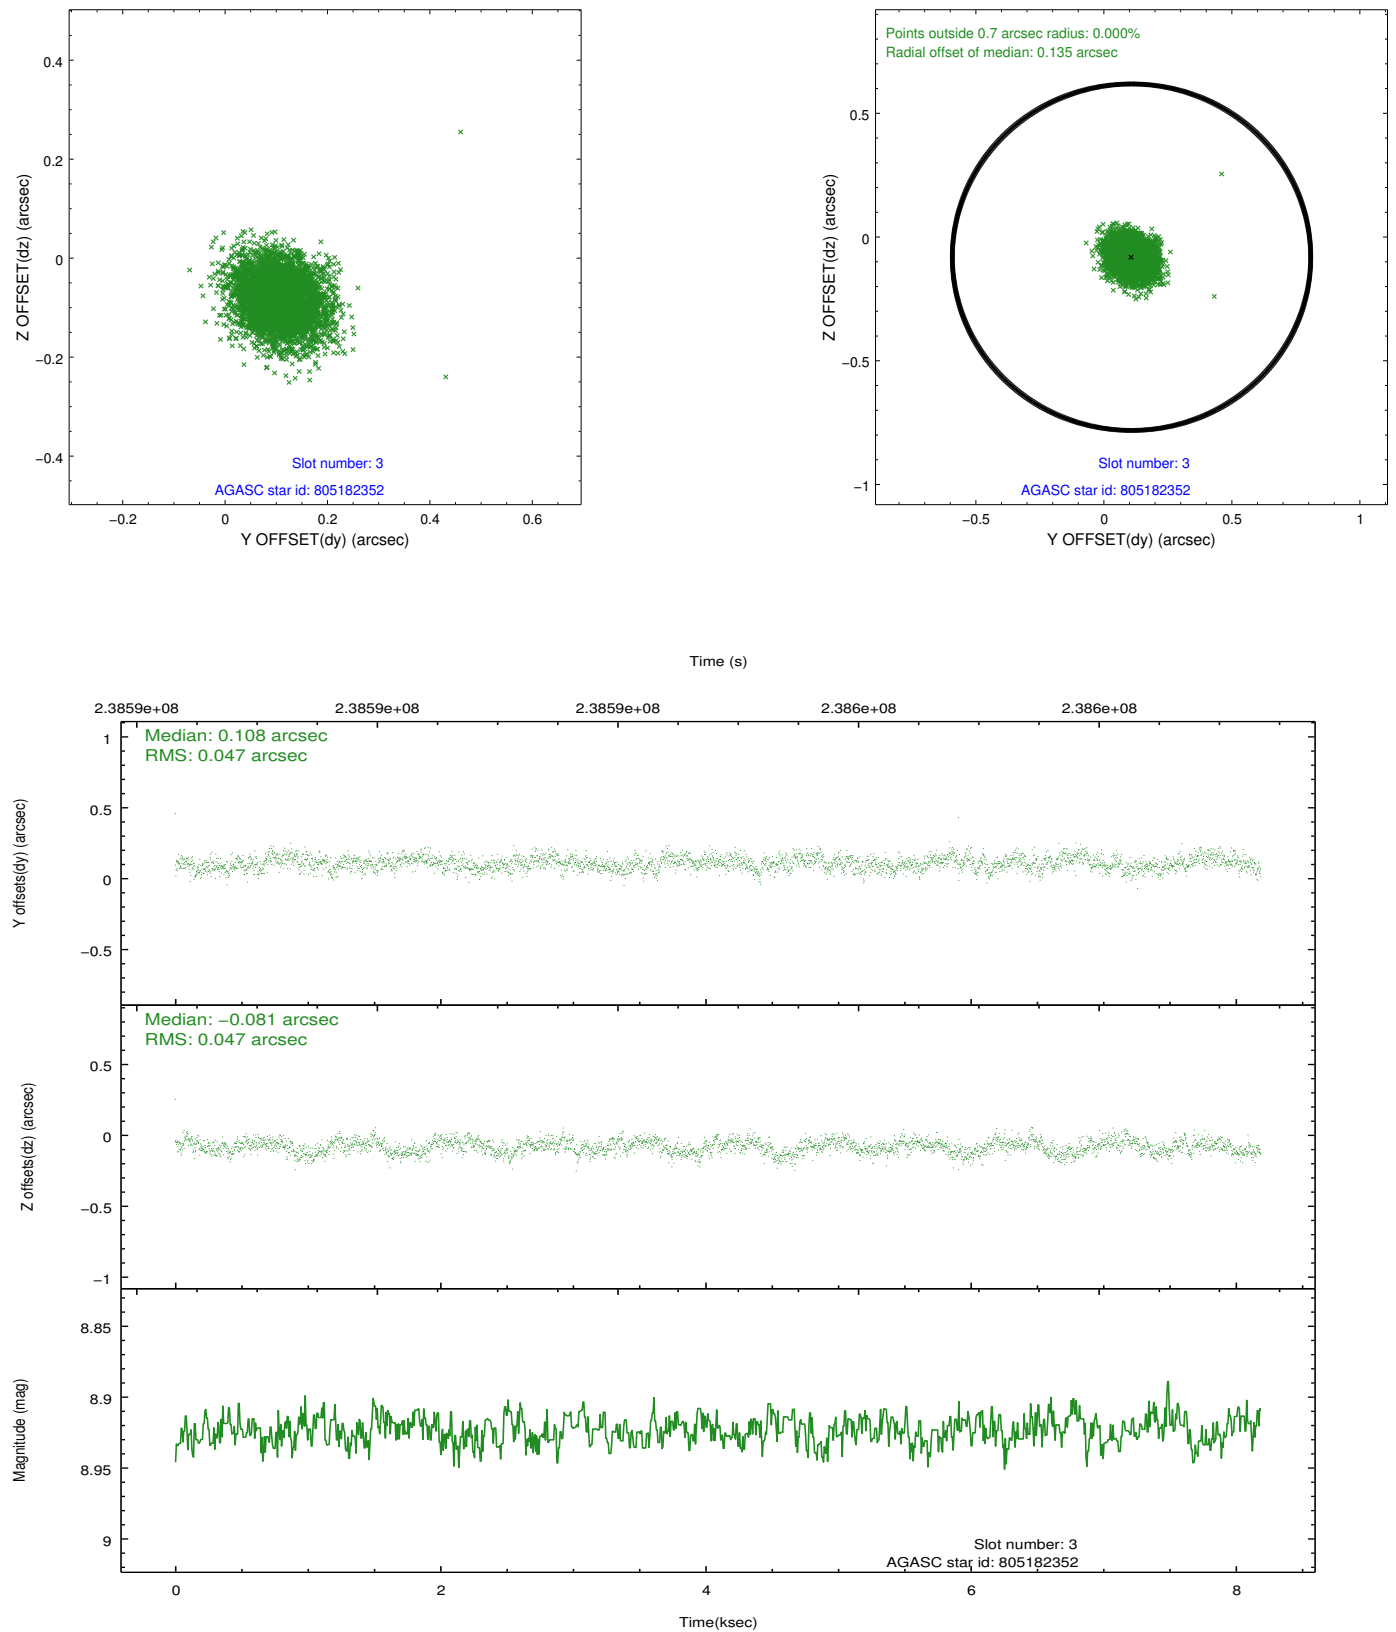 0.4
0.2
0
−0.2
−0.4
Z OFFSET(dz) (arcsec)
Slot number: 3
AGASC star id: 805182352
−0.2 0 0.2 0.4 0.6
Y OFFSET(dy) (arcsec)
Points outside 0.7 arcsec radius: 0.000%
Radial offset of median: 0.135 arcsec
0.5
0
−0.5
−1
Z OFFSET(dz) (arcsec)
Slot number: 3
AGASC star id: 805182352
−0.5 0 0.5 1
Y OFFSET(dy) (arcsec)
Time (s)
2.3859e+08 2.3859e+08 2.3859e+08 2.386e+08 2.386e+08
Median: 0.108 arcsec
RMS: 0.047 arcsec
1
0.5
0
−0.5
Y offsets(dy) (arcsec)
Median: −0.081 arcsec
RMS: 0.047 arcsec
0.5
0
−0.5
−1
Z offsets(dz) (arcsec)
8.85
8.9
8.95
9
Magnitude (mag)
Slot number: 3
AGASC star id: 805182352
0 2 4 6 8
Time(ksec)